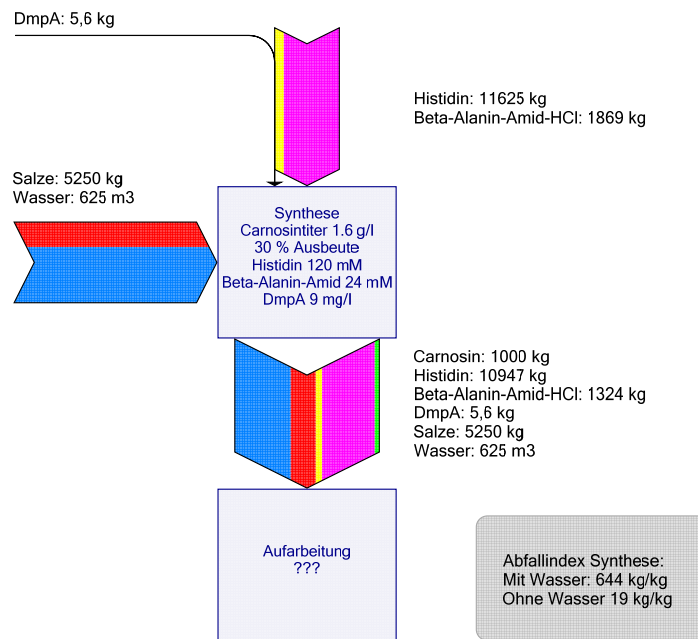 DmpA: 5,6 kg
Histidin: 11625 kg
Beta-Alanin-Amid-HCl: 1869 kg
Salze: 5250 kg
Wasser: 625 m3
Synthese
Carnosintiter 1.6 g/l
30 % Ausbeute
Histidin 120 mM
Beta-Alanin-Amid 24 mM
DmpA 9 mg/l
Carnosin: 1000 kg
Histidin: 10947 kg
Beta-Alanin-Amid-HCl: 1324 kg
DmpA: 5,6 kg
Salze: 5250 kg
Wasser: 625 m3
Aufarbeitung
???
Abfallindex Synthese:
Mit Wasser: 644 kg/kg
Ohne Wasser 19 kg/kg